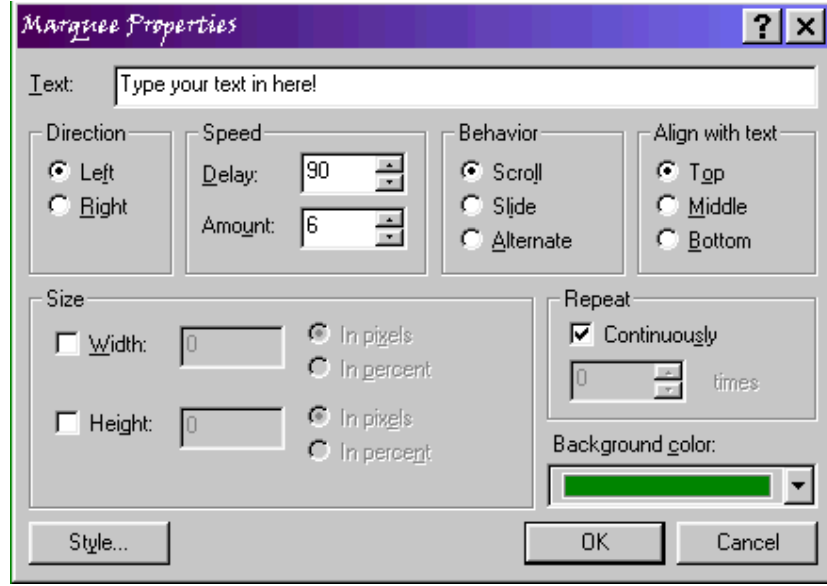 Marquee Properties
Text: Type your text in here!
Direction
Left
Right
Speed
Delay: 90
Amount: 6
Behavior
Scroll
Slide
Alternate
Align with text
Top
Middle
Bottom
Size
Width: 0
In pixels
In percent
Height: 0
In pixels
In percent
Repeat
Continuously
0 times
Background color:
Style...
OK
Cancel